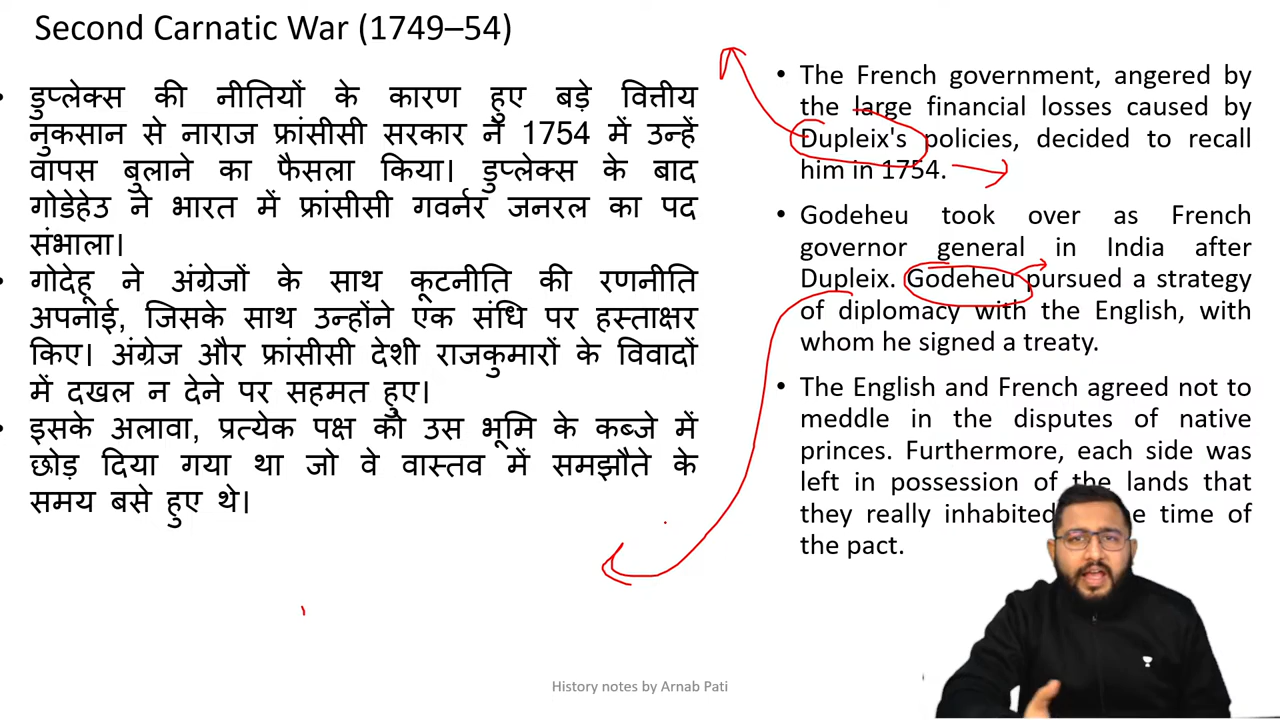 Second Carnatic War (1749–54)
• डुप्लेक्स की नीतियों के कारण हुए बड़े वित्तीय
नुकसान से नाराज फ्रांसीसी सरकार ने 1754 में उन्हें
वापस बुलाने का फैसला किया। डुप्लेक्स के बाद
गोडेहेउ ने भारत में फ्रांसीसी गवर्नर जनरल का पद
संभाला।
• गोदेहू ने अंग्रेजों के साथ कूटनीति की रणनीति
अपनाई, जिसके साथ उन्होंने एक संधि पर हस्ताक्षर
किए। अंग्रेज और फ्रांसीसी देशी राजकुमारों के विवादों
में दखल न देने पर सहमत हुए।
• इसके अलावा, प्रत्येक पक्ष को उस भूमि के कब्जे में
छोड़ दिया गया था जो वे वास्तव में समझौते के
समय बसे हुए थे।
• The French government, angered by
the large financial losses caused by
Dupleix's policies, decided to recall
him in 1754.
• Godeheu took over as French
governor general in India after
Dupleix. Godeheu pursued a strategy
of diplomacy with the English, with
whom he signed a treaty.
• The English and French agreed not to
meddle in the disputes of native
princes. Furthermore, each side was
left in possession of the lands that
they really inhabited time of
the pact.
History notes by Arnab Pati